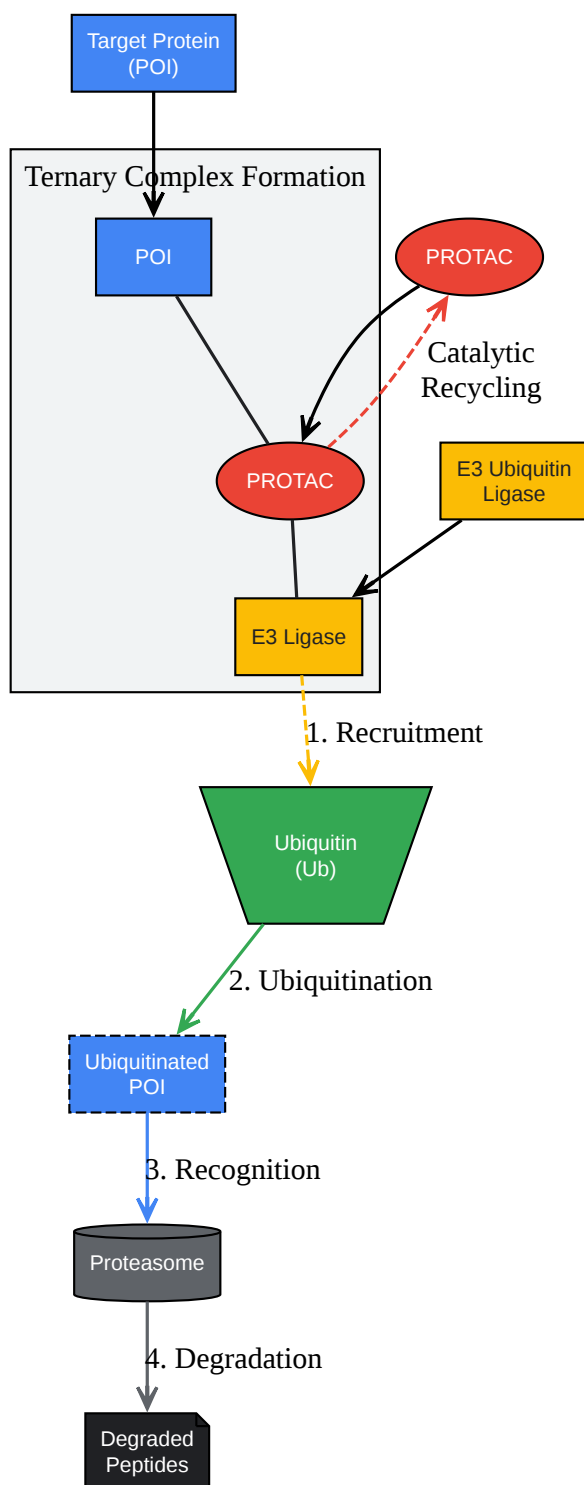 Target Protein
(POI)
Ternary Complex Formation
POI
PROTAC
Catalytic
Recycling
PROTAC
E3 Ubiquitin
Ligase
E3 Ligase
1. Recruitment
Ubiquitin
(Ub)
2. Ubiquitination
Ubiquitinated
POI
3. Recognition
Proteasome
4. Degradation
Degraded
Peptides